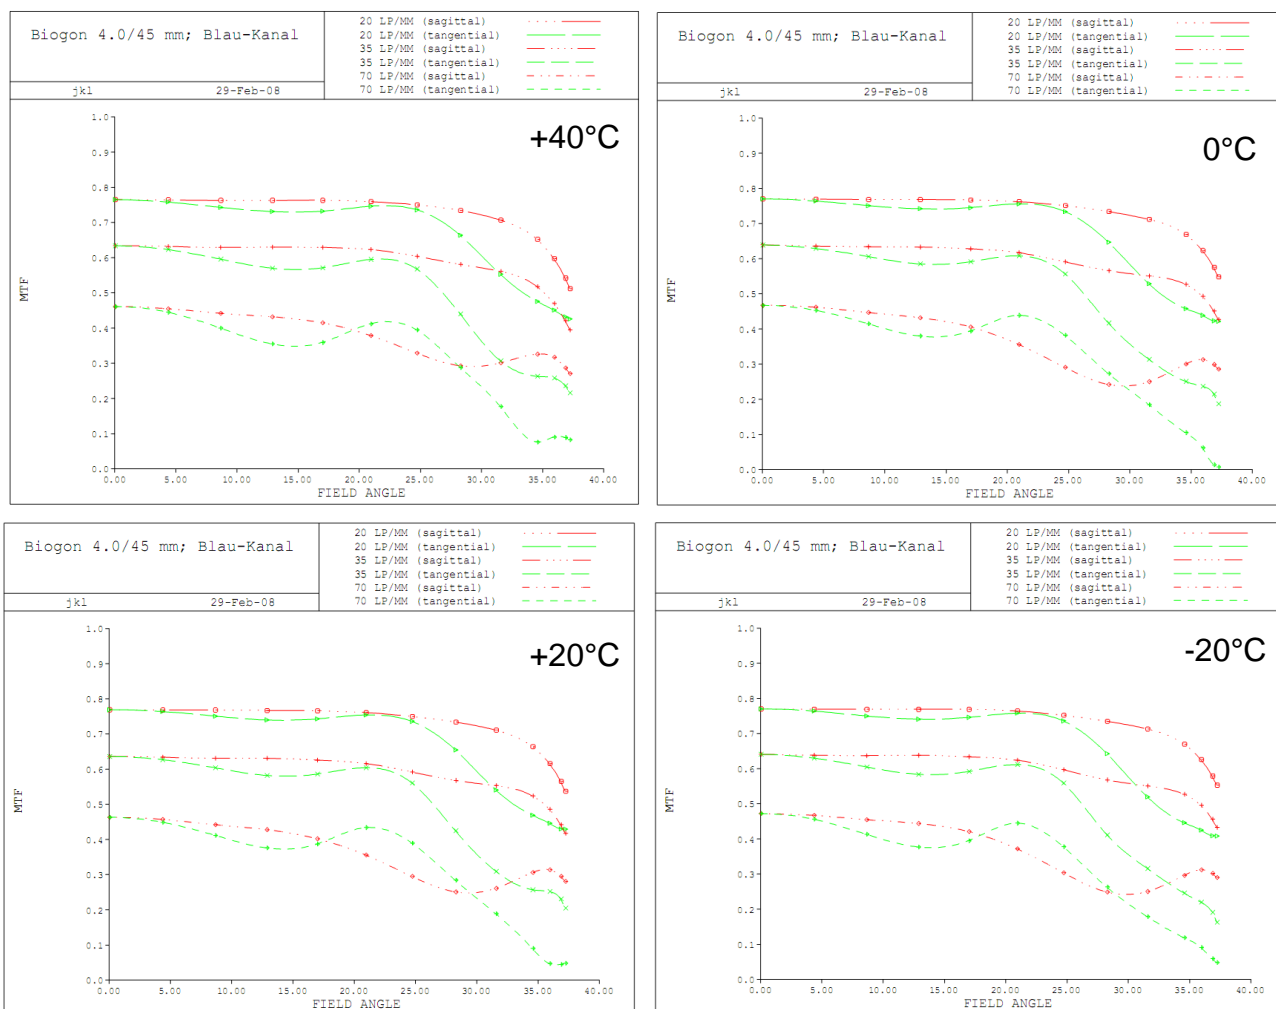 Biogon 4.0/45 mm; Blau-Kanal
jkl 29-Feb-08
20 LP/MM (sagittal)
20 LP/MM (tangential)
35 LP/MM (sagittal)
35 LP/MM (tangential)
70 LP/MM (sagittal)
70 LP/MM (tangential)
+40°C
1.0
0.9
0.8
0.7
0.6
0.5
0.4
0.3
0.2
0.1
0.0
MTF
0.00 5.00 10.00 15.00 20.00 25.00 30.00 35.00 40.00
FIELD ANGLE
Biogon 4.0/45 mm; Blau-Kanal
jkl 29-Feb-08
20 LP/MM (sagittal)
20 LP/MM (tangential)
35 LP/MM (sagittal)
35 LP/MM (tangential)
70 LP/MM (sagittal)
70 LP/MM (tangential)
0°C
1.0
0.9
0.8
0.7
0.6
0.5
0.4
0.3
0.2
0.1
0.0
MTF
0.00 5.00 10.00 15.00 20.00 25.00 30.00 35.00 40.00
FIELD ANGLE
Biogon 4.0/45 mm; Blau-Kanal
jkl 29-Feb-08
20 LP/MM (sagittal)
20 LP/MM (tangential)
35 LP/MM (sagittal)
35 LP/MM (tangential)
70 LP/MM (sagittal)
70 LP/MM (tangential)
+20°C
1.0
0.9
0.8
0.7
0.6
0.5
0.4
0.3
0.2
0.1
0.0
MTF
0.00 5.00 10.00 15.00 20.00 25.00 30.00 35.00 40.00
FIELD ANGLE
Biogon 4.0/45 mm; Blau-Kanal
jkl 29-Feb-08
20 LP/MM (sagittal)
20 LP/MM (tangential)
35 LP/MM (sagittal)
35 LP/MM (tangential)
70 LP/MM (sagittal)
70 LP/MM (tangential)
-20°C
1.0
0.9
0.8
0.7
0.6
0.5
0.4
0.3
0.2
0.1
0.0
MTF
0.00 5.00 10.00 15.00 20.00 25.00 30.00 35.00 40.00
FIELD ANGLE